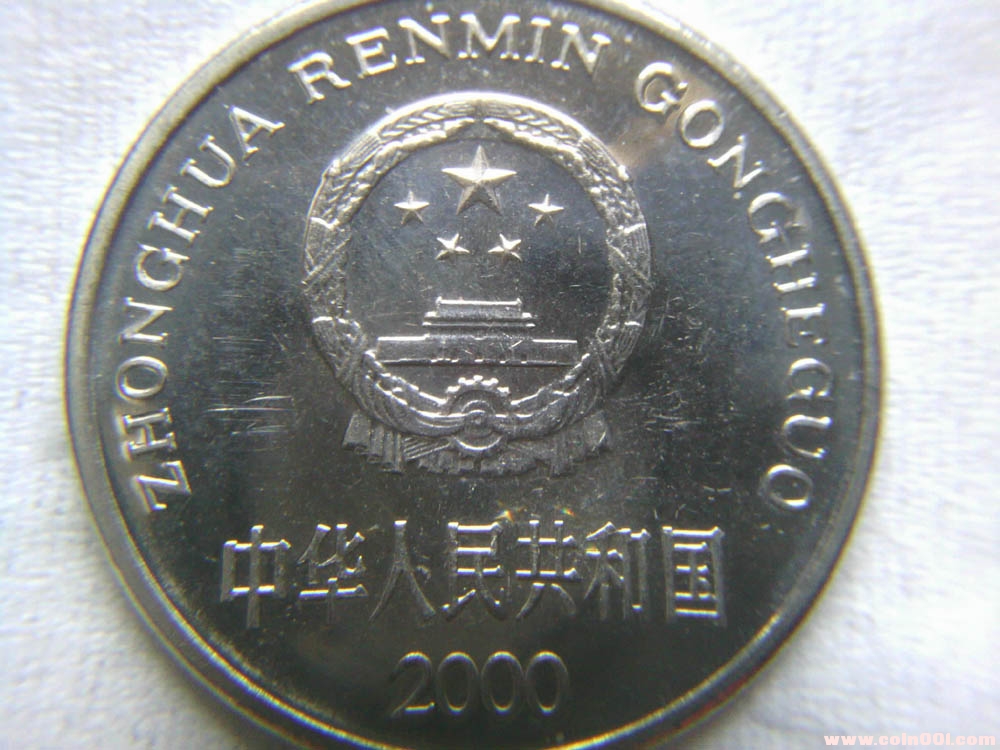 ZHONGHUA RENMIN GONGHEGUO
中华人民共和国
2000
www.coin001.com